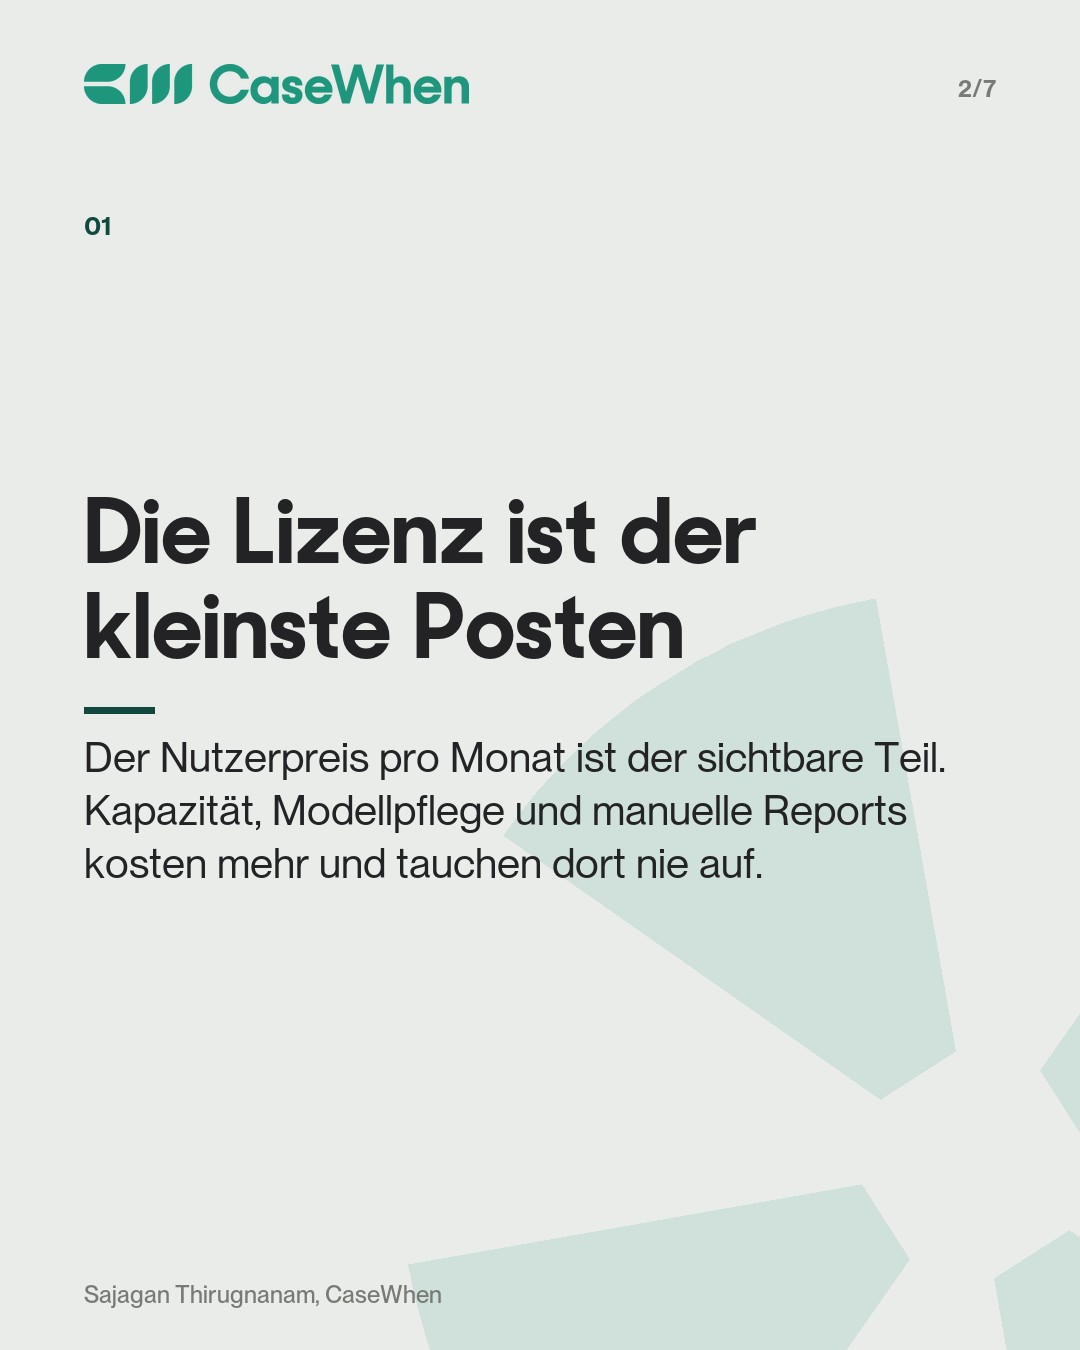 CaseWhen
2/7
01
Die Lizenz ist der
kleinste Posten
Der Nutzerpreis pro Monat ist der sichtbare Teil.
Kapazität, Modellpflege und manuelle Reports
kosten mehr und tauchen dort nie auf.
Sajagan Thirugnanam, CaseWhen